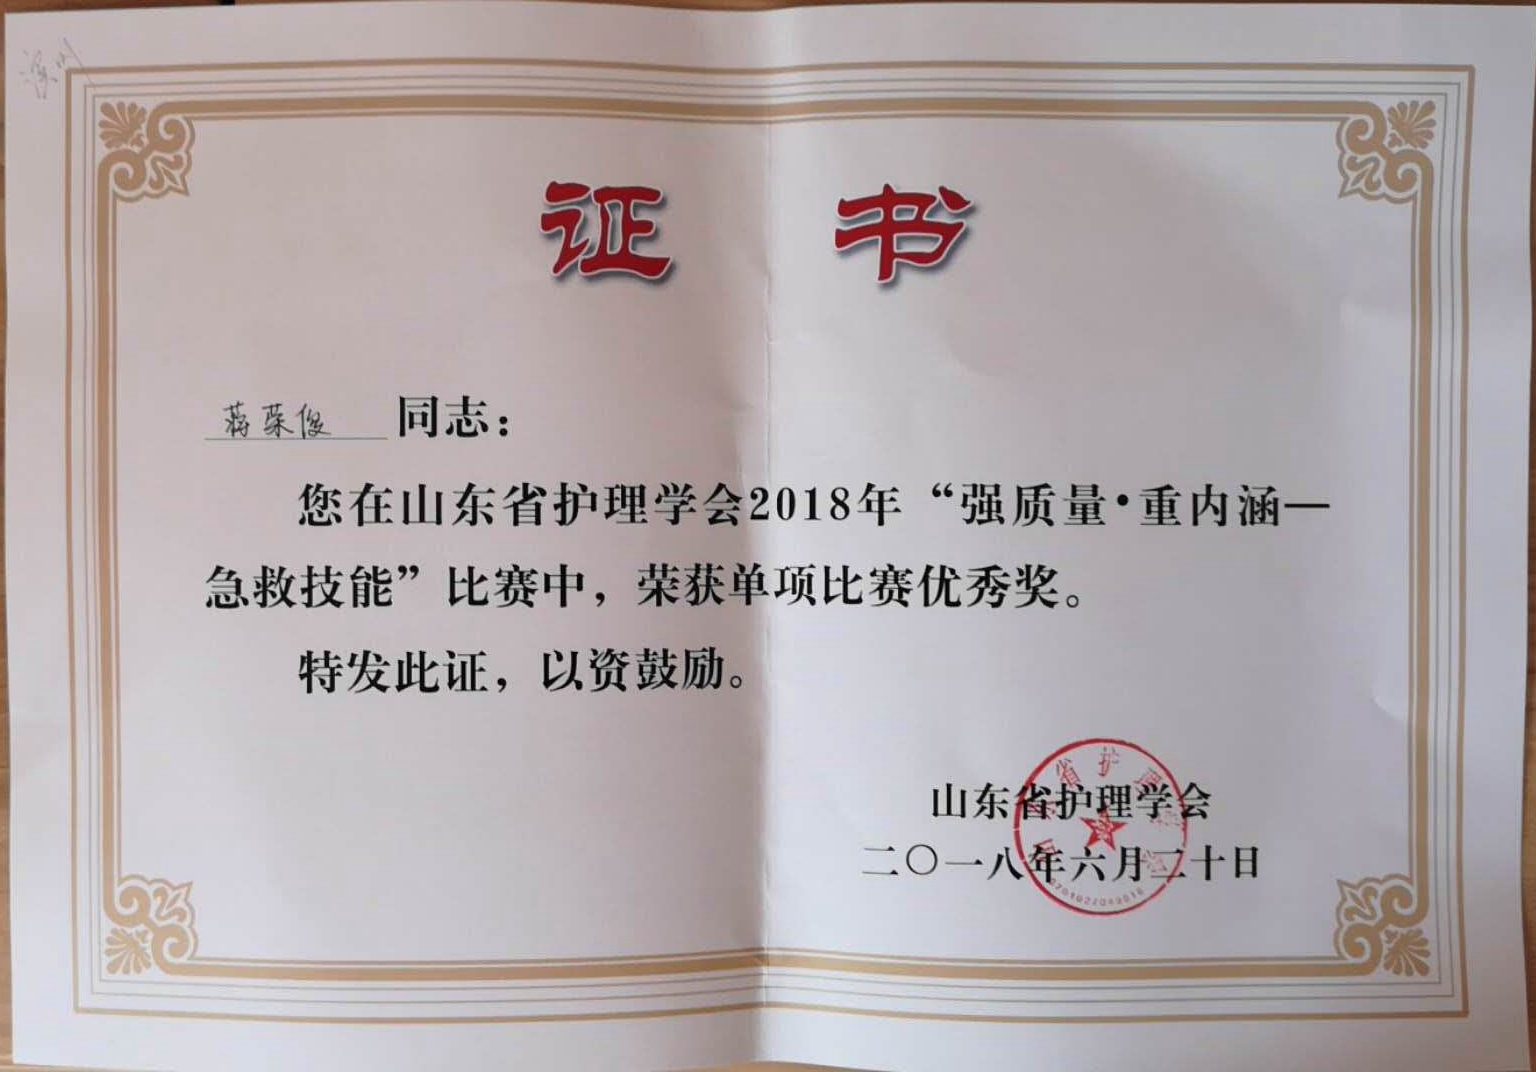 证 书
蒋荣俊 同志：
您在山东省护理学会2018年“强质量·重内涵—
急救技能”比赛中，荣获单项比赛优秀奖。
特发此证，以资鼓励。
山东省护理学会
二〇一八年六月二十日